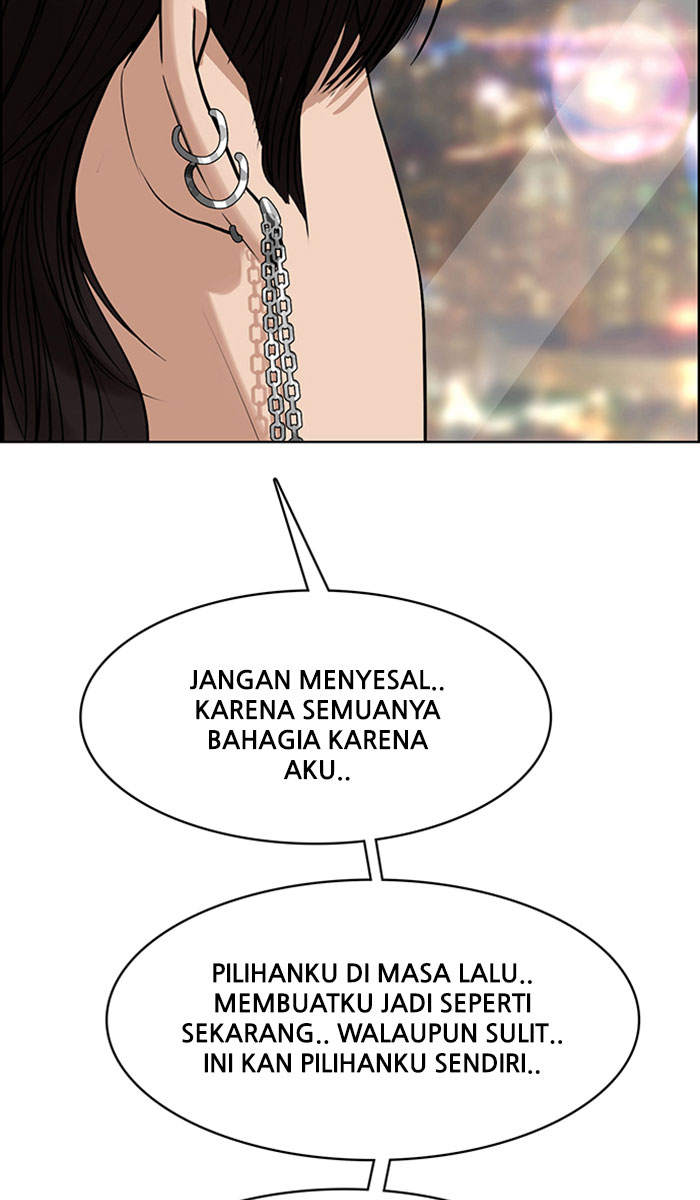 JANGAN MENYESAL..
KARENA SEMUANYA
BAHAGIA KARENA
AKU..
PILIHANKU DI MASA LALU..
MEMBUATKU JADI SEPERTI
SEKARANG.. WALAUPUN SULIT..
INI KAN PILIHANKU SENDIRI..